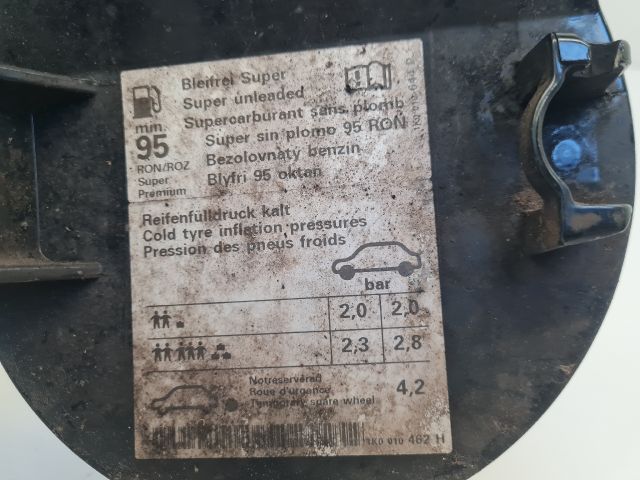 Bleifrei Super
Super unleaded
Supercarburant sans plomb
Super sin plomo 95 RON
Bezolovnatý benzin
Blyfri 95 oktan
min.
95
RON/ROZ
Super
Premium
Reifenfülldruck kalt
Cold tyre inflation pressures
Pression des pneus froids
bar
2,0 2,0
2,3 2,8
Notreserverad
Roue d'urgence
Temporary spare wheel
4,2
1K0 010 462 H